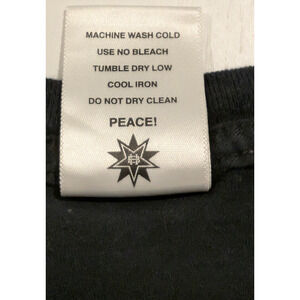 MACHINE WASH COLD
USE NO BLEACH
TUMBLE DRY LOW
COOL IRON
DO NOT DRY CLEAN
PEACE!